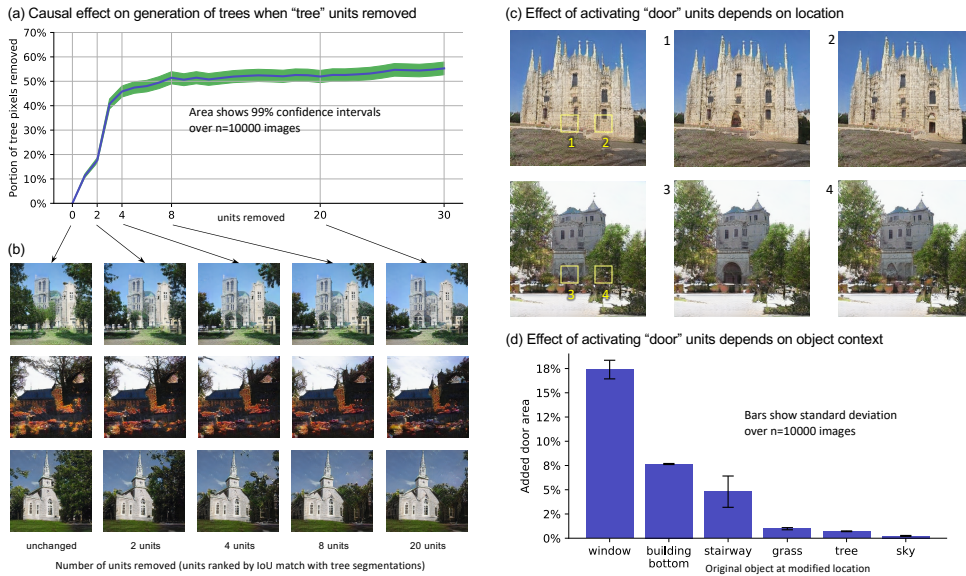 (a) Causal effect on generation of trees when “tree” units removed
Portion of tree pixels removed
70%
60%
50%
40%
30%
20%
10%
0%
Area shows 99% confidence intervals
over n=10000 images
0
2
4
8
units removed
20
30
(b)
unchanged
2 units
4 units
8 units
20 units
Number of units removed (units ranked by IoU match with tree segmentations)
(c) Effect of activating “door” units depends on location
1
2
1
2
3
4
3
4
(d) Effect of activating “door” units depends on object context
Added door area
18%
15%
12%
10%
8%
5%
2%
0%
Bars show standard deviation
over n=10000 images
window
building
bottom
stairway
grass
tree
sky
Original object at modified location